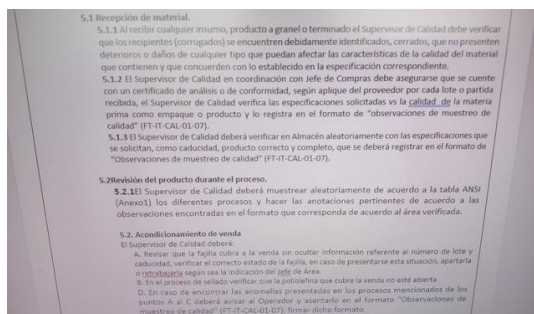 5.1 Recepción de material.
5.1.1 Al recibir cualquier insumo, producto a granel o terminado el Supervisor de Calidad debe verificar
que los recipientes (corrugados) se encuentren debidamente identificados, cerrados, que no presenten
deterioros o daños de cualquier tipo que puedan afectar las características de la calidad del material
que contienen y que concuerden con lo establecido en la especificación correspondiente.
5.1.2 El Supervisor de Calidad en coordinación con Jefe de Compras debe asegurarse que se cuente
con un certificado de análisis o de conformidad, según aplique del proveedor por cada lote o partida
recibida, el Supervisor de Calidad verifica las especificaciones solicitadas vs la calidad de la materia
prima como empaque o producto y lo registra en el formato de “observaciones de muestreo de
calidad” (FT-IT-CAL-01-07).
5.1.3 El Supervisor de Calidad deberá verificar en Almacén aleatoriamente con las especificaciones que
se solicitan, como caducidad, producto correcto y completo, que se deberá registrar en el formato de
“Observaciones de muestreo de calidad” (FT-IT-CAL-01-07).
5.2Revisión del producto durante el proceso.
5.2.1El Supervisor de Calidad deberá muestrear aleatoriamente de acuerdo a la tabla ANSI
(Anexo1) los diferentes procesos y hacer las anotaciones pertinentes de acuerdo a las
observaciones encontradas en el formato que corresponda de acuerdo al área verificada.
5.2. Acondicionamiento de venda
El Supervisor de Calidad deberá:
A. Revisar que la fajilla cubra a la venda sin ocultar información referente al número de lote y
caducidad, verificar el correcto estado de la fajilla, en caso de presentarse esta situación, apartarla
o retrabajarla según sea la indicación del Jefe de Área.
B. En el proceso de sellado verificar que la poliolefina que cubre la venda no esté abierta
D. En caso de encontrar las anomalías presentadas en los procesos mencionados de los
puntos A al C deberá avisar al Operador y asentarlo en el formato “Observaciones de
muestreo de calidad” (FT-IT-CAL-01-07), firmar dicho formato